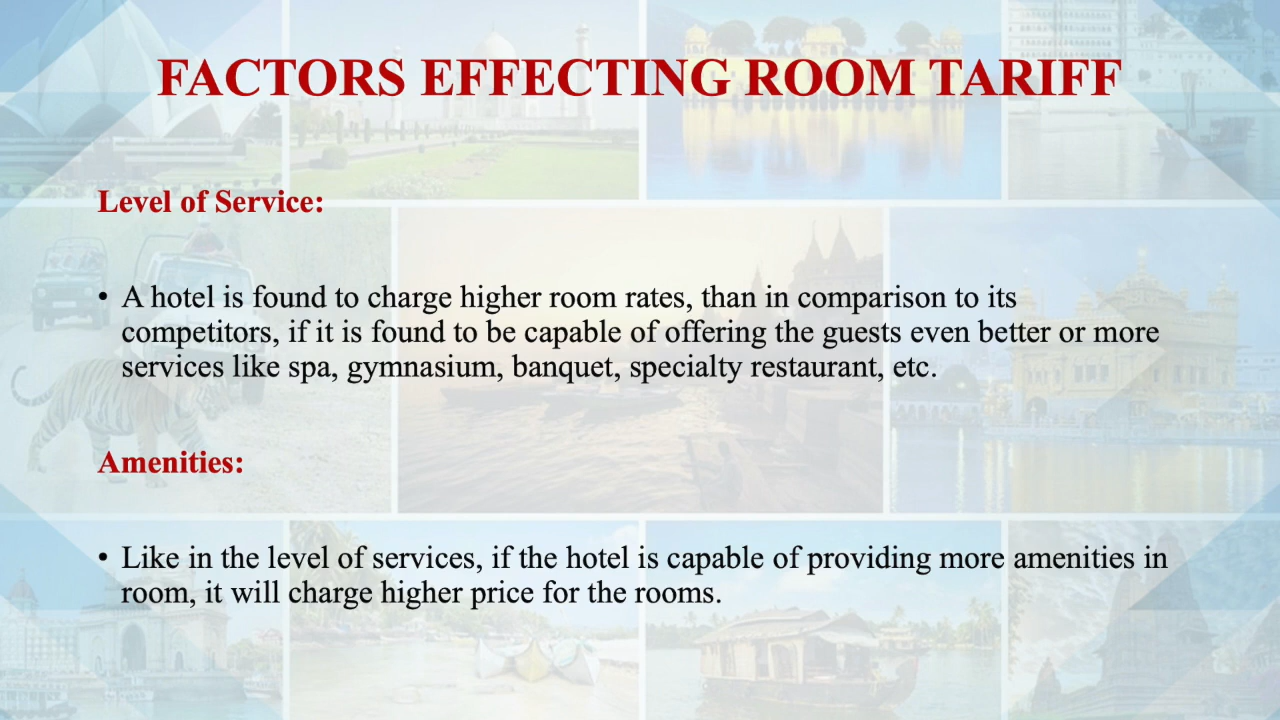 FACTORS EFFECTING ROOM TARIFF
Level of Service:
• A hotel is found to charge higher room rates, than in comparison to its
competitors, if it is found to be capable of offering the guests even better or more
services like spa, gymnasium, banquet, specialty restaurant, etc.
Amenities:
• Like in the level of services, if the hotel is capable of providing more amenities in
room, it will charge higher price for the rooms.